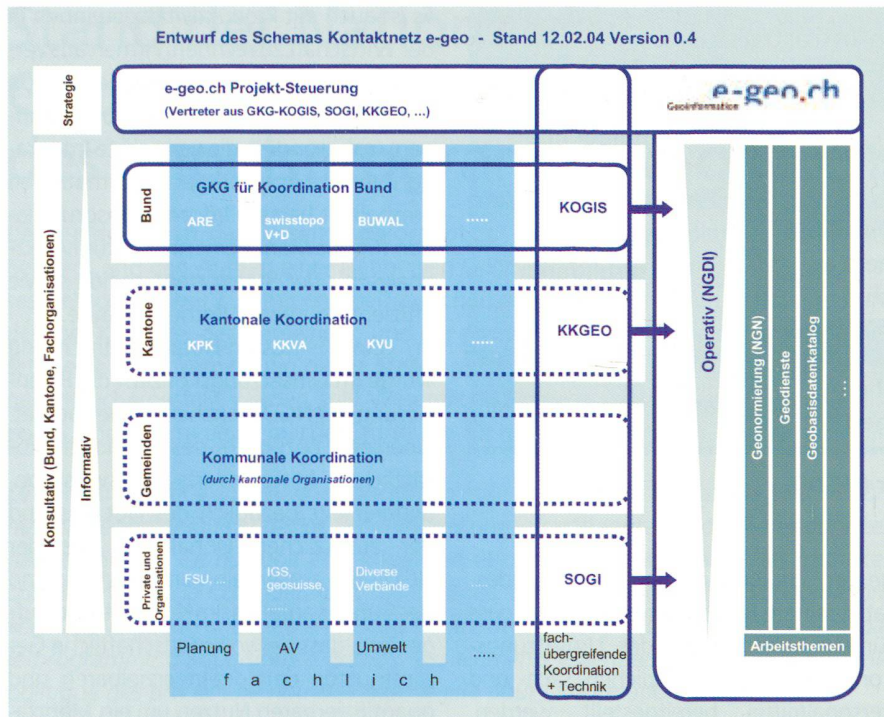 Entwurf des Schemas Kontaktnetz e-geo - Stand 12.02.04 Version 0.4
Strategie
e-geo.ch Projekt-Steuerung
(Vertreter aus GKG-KOGIS, SOGI, KKGEO, ...)
e-geo.ch
Geoinformation
Konsultativ (Bund, Kantone, Fachorganisationen)
Informativ
Bund
GKG für Koordination Bund
ARE
swisstopo
V+D
BUWAL
.....
KOGIS
Kantone
Kantonale Koordination
KPK
KKVA
KVU
.....
KKGEO
Gemeinden
Kommunale Koordination
(durch kantonale Organisationen)
Private und
Organisationen
FSU, ...
IGS,
geosuisse,
......
Diverse
Verbände
.....
SOGI
Planung
AV
Umwelt
.....
fach-
übergreifende
Koordination
+ Technik
f a c h l i c h
Operativ (NGDI)
Geonormierung (NGN)
Geodienste
Geobasisdatenkatalog
...
Arbeitsthemen